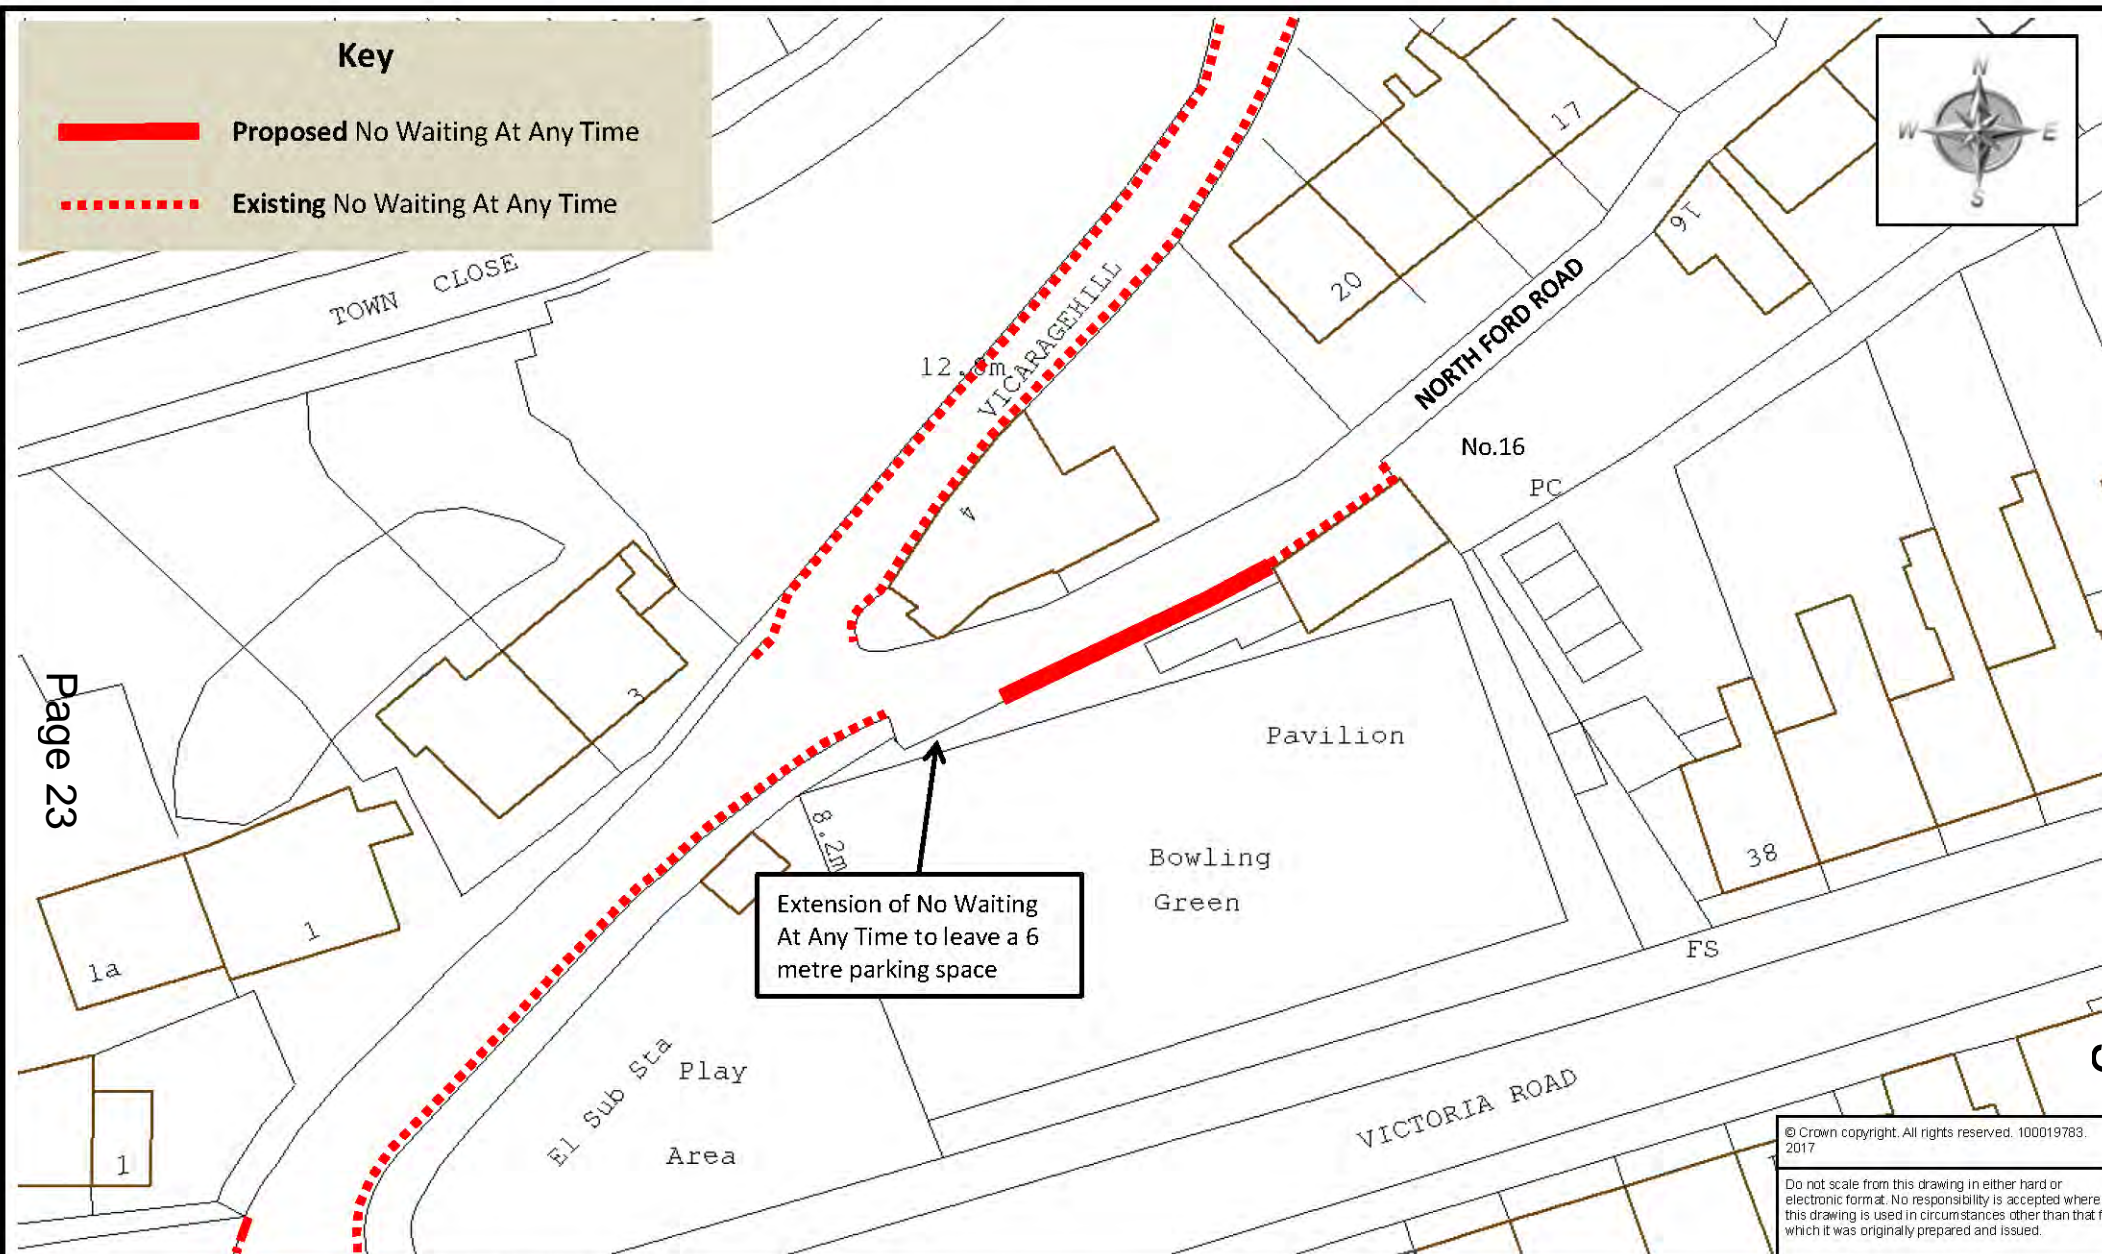 Key
Proposed No Waiting At Any Time
Existing No Waiting At Any Time
N
W E
S
TOWN CLOSE
VICARAGEHILL
17
16
20
NORTH FORD ROAD
No.16
PC
4
3
Page 23
Pavilion
8.2m
Bowling
Green
Extension of No Waiting
At Any Time to leave a 6
metre parking space
38
FS
1
1a
El Sub Sta
Play
Area
VICTORIA ROAD
1
© Crown copyright. All rights reserved. 100019783.
2017
Do not scale from this drawing in either hard or
electronic format. No responsibility is accepted where
this drawing is used in circumstances other than that f
which it was originally prepared and issued.